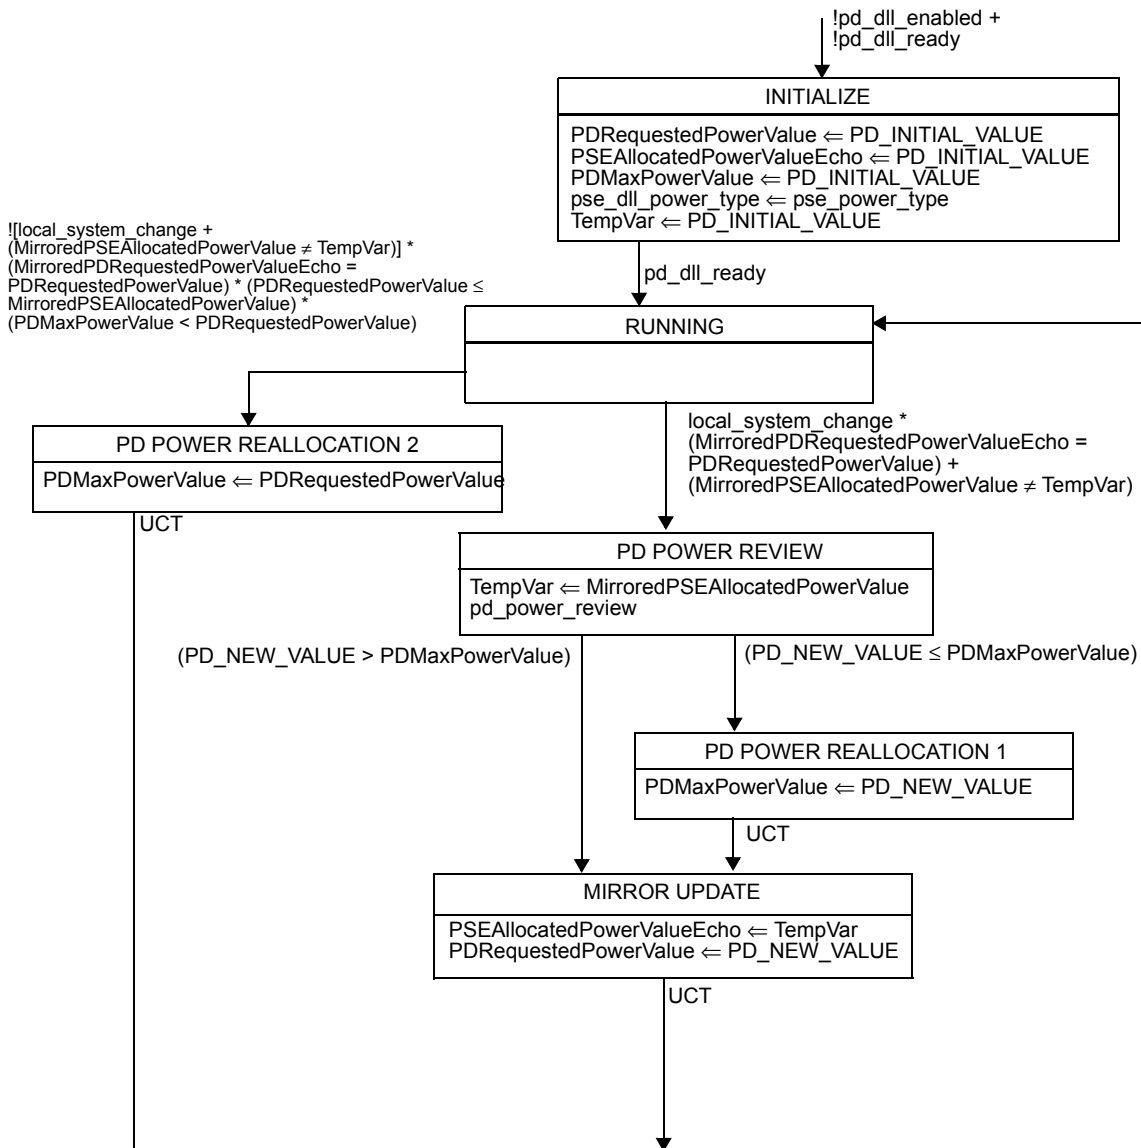 !pd_dll_enabled +
!pd_dll_ready
INITIALIZE
PDRequestedPowerValue ⇐ PD_INITIAL_VALUE
PSEAllocatedPowerValueEcho ⇐ PD_INITIAL_VALUE
PDMaxPowerValue ⇐ PD_INITIAL_VALUE
pse_dll_power_type ⇐ pse_power_type
TempVar ⇐ PD_INITIAL_VALUE
![local_system_change +
(MirroredPSEAllocatedPowerValue ≠ TempVar)] *
(MirroredPDRequestedPowerValueEcho =
PDRequestedPowerValue) * (PDRequestedPowerValue ≤
MirroredPSEAllocatedPowerValue) *
(PDMaxPowerValue < PDRequestedPowerValue)
pd_dll_ready
RUNNING
PD POWER REALLOCATION 2
PDMaxPowerValue ⇐ PDRequestedPowerValue
UCT
local_system_change *
(MirroredPDRequestedPowerValueEcho =
PDRequestedPowerValue) +
(MirroredPSEAllocatedPowerValue ≠ TempVar)
PD POWER REVIEW
TempVar ⇐ MirroredPSEAllocatedPowerValue
pd_power_review
(PD_NEW_VALUE > PDMaxPowerValue)
(PD_NEW_VALUE ≤ PDMaxPowerValue)
PD POWER REALLOCATION 1
PDMaxPowerValue ⇐ PD_NEW_VALUE
UCT
MIRROR UPDATE
PSEAllocatedPowerValueEcho ⇐ TempVar
PDRequestedPowerValue ⇐ PD_NEW_VALUE
UCT